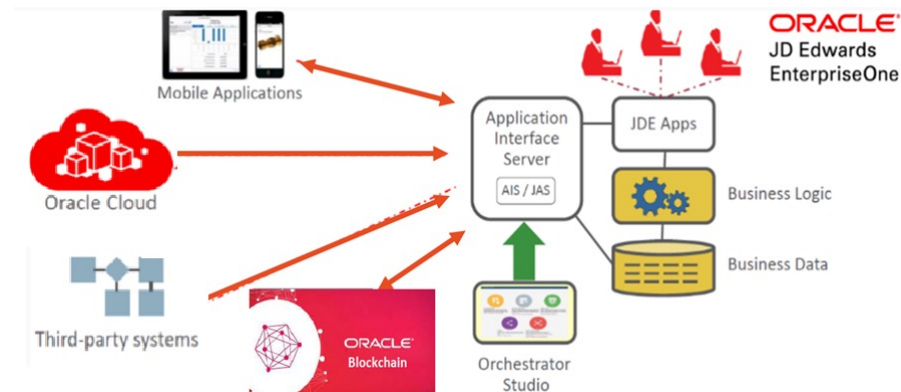 ORACLE
JD Edwards
EnterpriseOne
Mobile Applications
Application
Interface
Server
AIS / JAS
JDE Apps
Oracle Cloud
Business Logic
Business Data
Third-party systems
ORACLE
Blockchain
Orchestrator
Studio